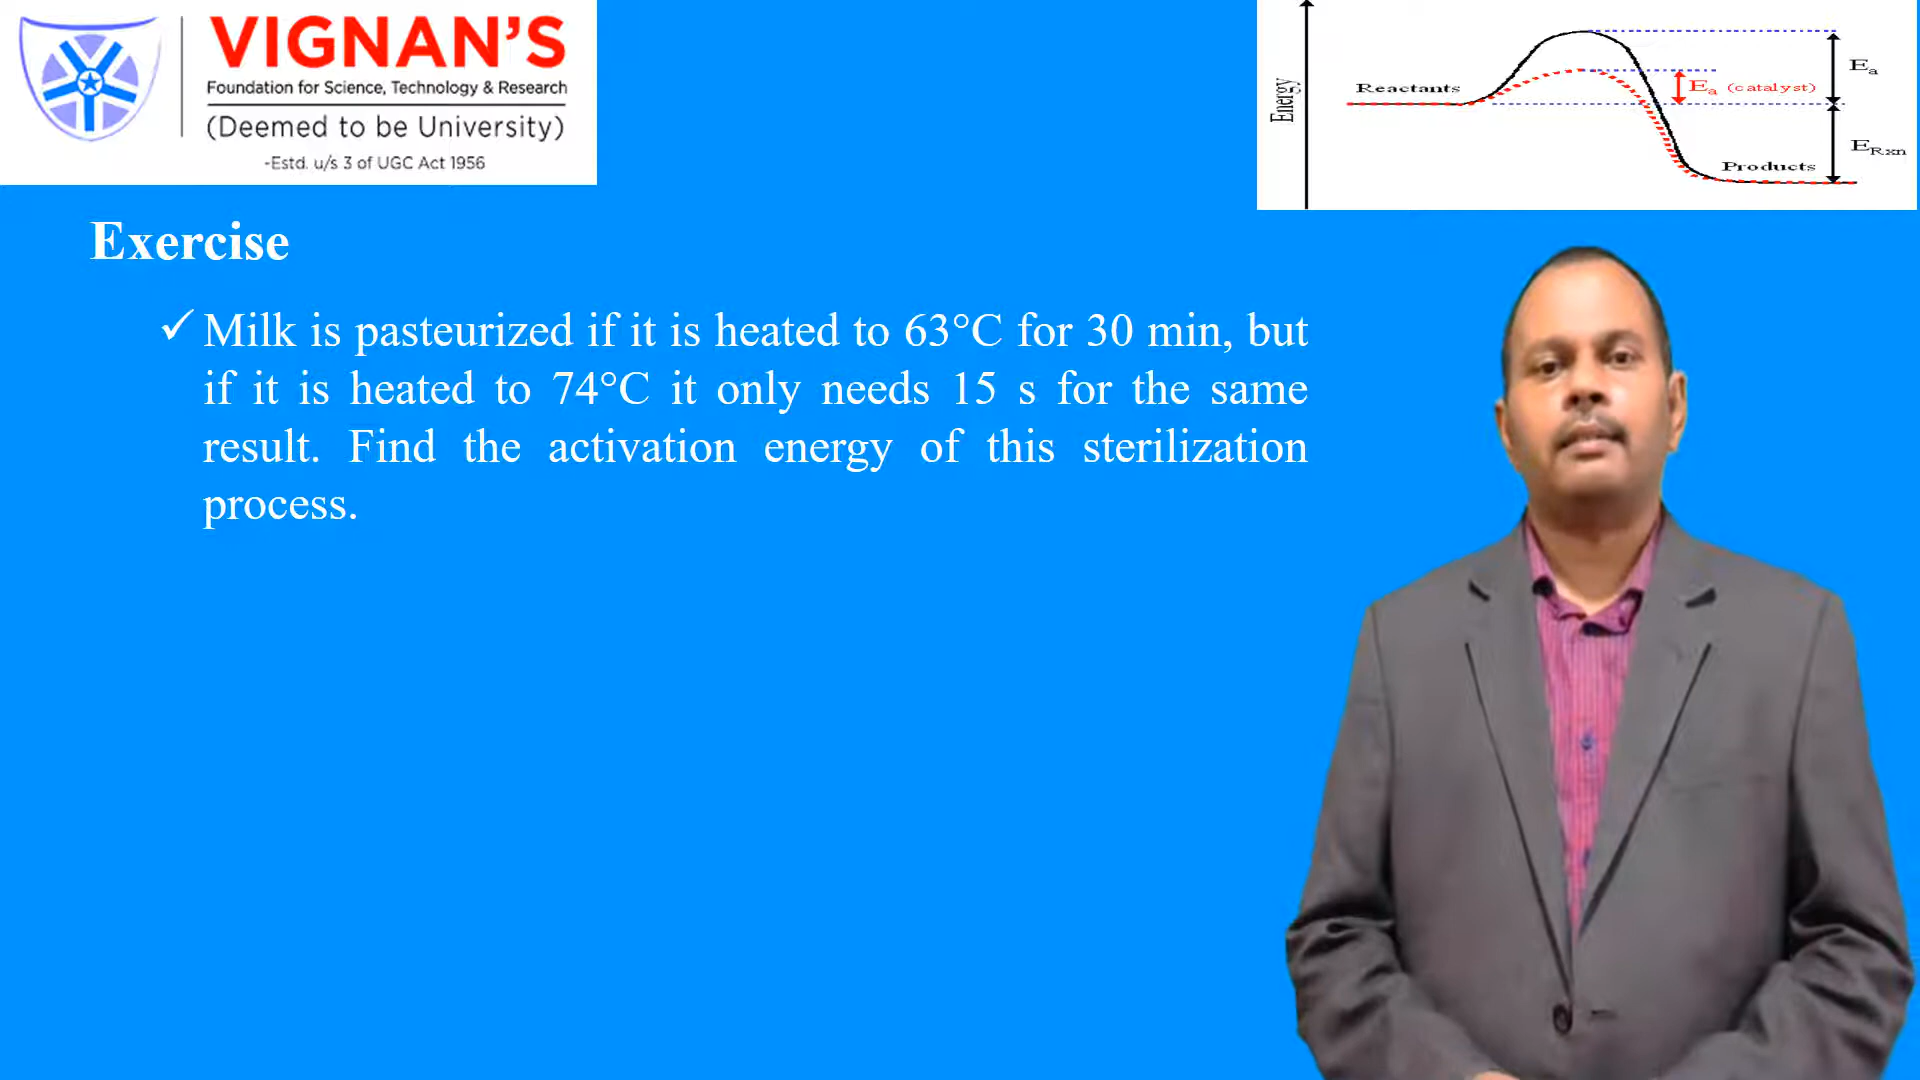 VIGNAN'S
Foundation for Science, Technology & Research
(Deemed to be University)
-Estd. u/s 3 of UGC Act 1956
Energy
Reactants
Ea
Ea (catalyst)
ERxn
Products
Exercise
✓ Milk is pasteurized if it is heated to 63°C for 30 min, but
if it is heated to 74°C it only needs 15 s for the same
result. Find the activation energy of this sterilization
process.